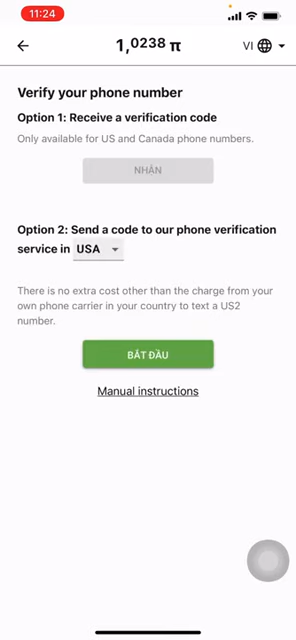 11:24
1,0238 π
VI
Verify your phone number
Option 1: Receive a verification code
Only available for US and Canada phone numbers.
NHẬN
Option 2: Send a code to our phone verification
service in USA
There is no extra cost other than the charge from your
own phone carrier in your country to text a US2
number.
BẮT ĐẦU
Manual instructions